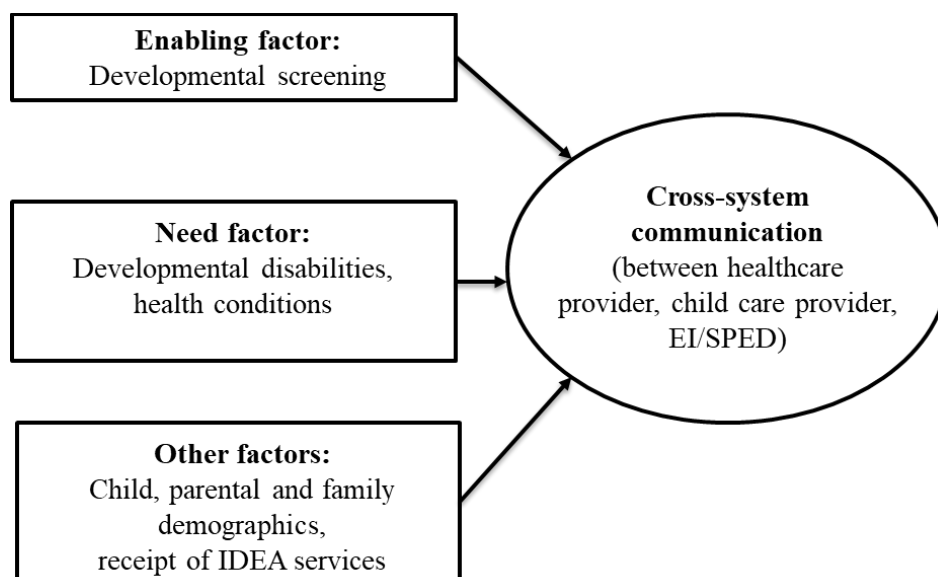 Enabling factor:
Developmental screening
Need factor:
Developmental disabilities,
health conditions
Other factors:
Child, parental and family
demographics,
receipt of IDEA services
Cross-system
communication
(between healthcare
provider, child care provider,
EI/SPED)